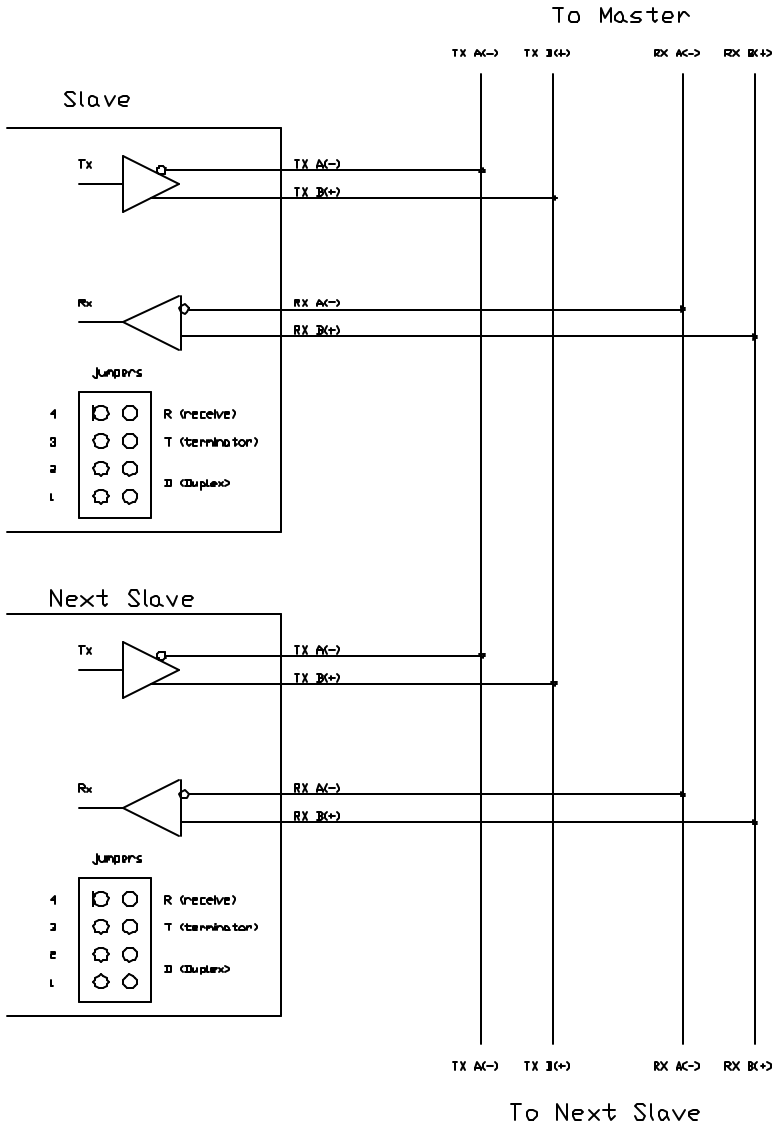 To Master
TX A(-) TX B(+) RX A(-) RX B(+)
Slave
Tx
TX A(-)
TX B(+)
Rx
RX A(-)
RX B(+)
Jumpers
4 R (receive)
3 T (terminator)
2
D (Duplex)
1
Next Slave
Tx
TX A(-)
TX B(+)
Rx
RX A(-)
RX B(+)
Jumpers
4 R (receive)
3 T (terminator)
2
D (Duplex)
1
TX A(-) TX B(+) RX A(-) RX B(+)
To Next Slave